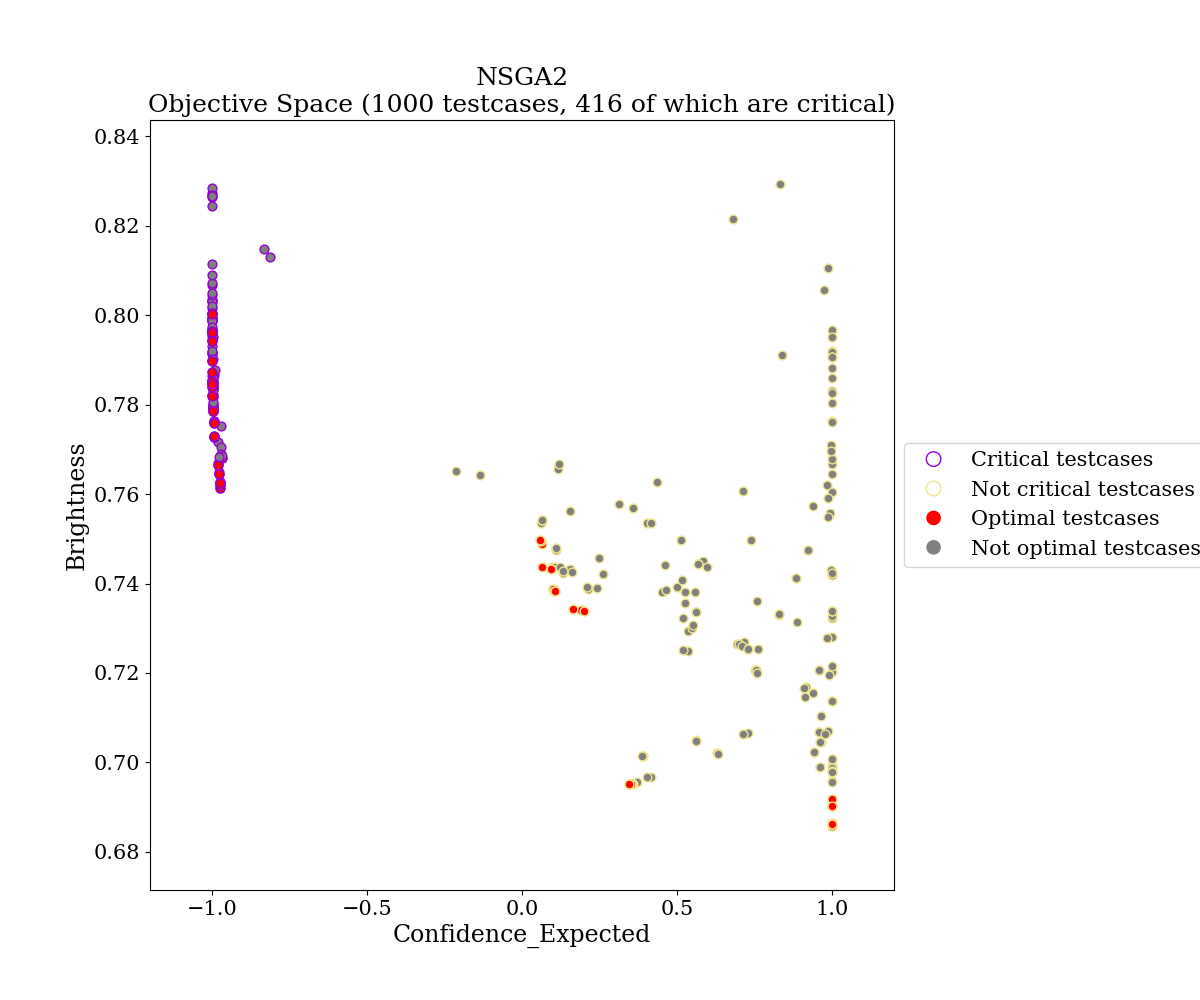 NSGA2
Objective Space (1000 testcases, 416 of which are critical)
0.84
0.82
0.80
0.78
0.76
0.74
0.72
0.70
0.68
Brightness
−1.0
−0.5
0.0
0.5
1.0
Confidence_Expected
Critical testcases
Not critical testcases
Optimal testcases
Not optimal testcases